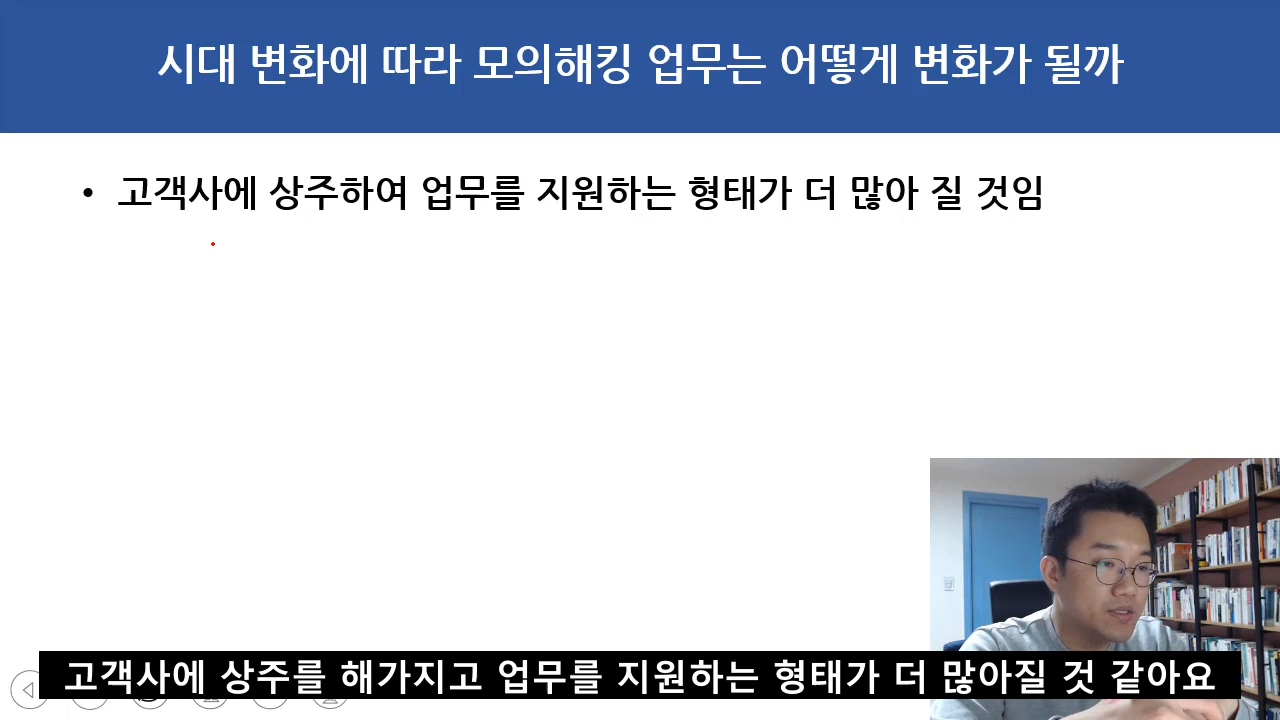 시대 변화에 따라 모의해킹 업무는 어떻게 변화가 될까
• 고객사에 상주하여 업무를 지원하는 형태가 더 많아 질 것임
고객사에 상주를 해가지고 업무를 지원하는 형태가 더 많아질 것 같아요